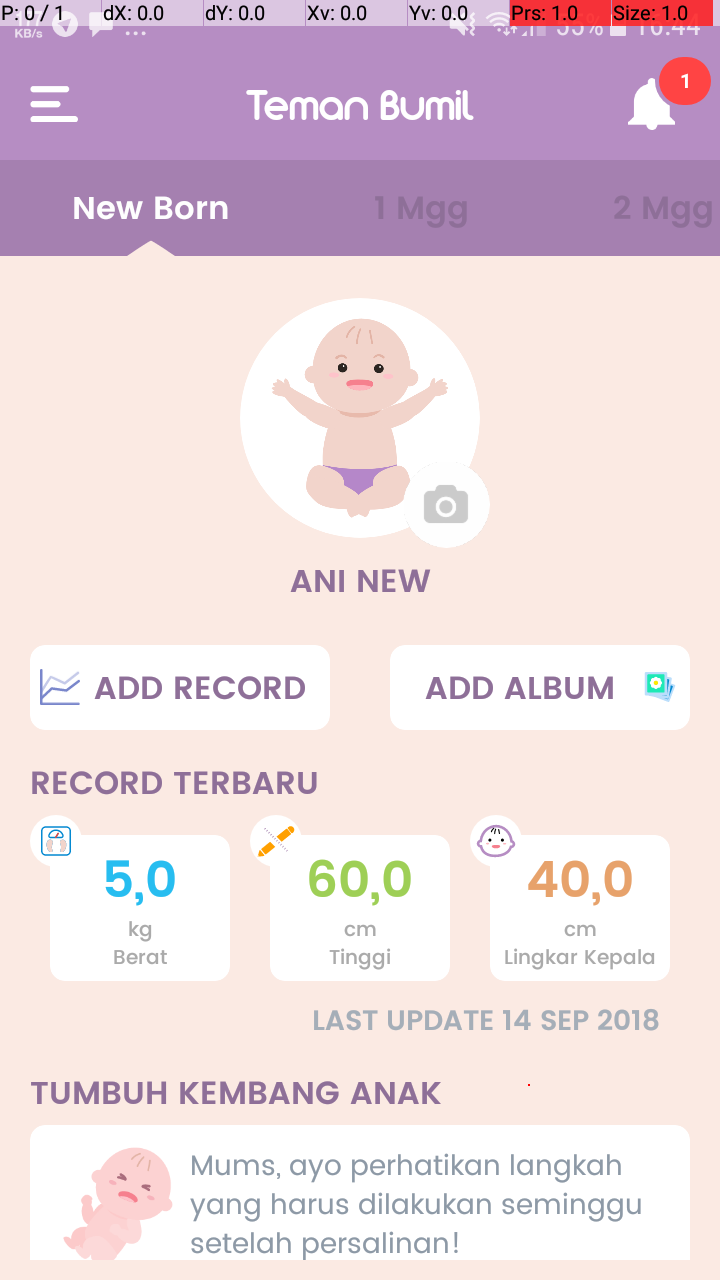 P: 0 / 1 dX: 0.0 dY: 0.0 Xv: 0.0 Yv: 0.0 Prs: 1.0 Size: 1.0
KB/s 55% 16.44
Teman Bumil
1
New Born 1 Mgg 2 Mgg
ANI NEW
ADD RECORD ADD ALBUM
RECORD TERBARU
5,0 60,0 40,0
kg cm cm
Berat Tinggi Lingkar Kepala
LAST UPDATE 14 SEP 2018
TUMBUH KEMBANG ANAK
Mums, ayo perhatikan langkah
yang harus dilakukan seminggu
setelah persalinan!